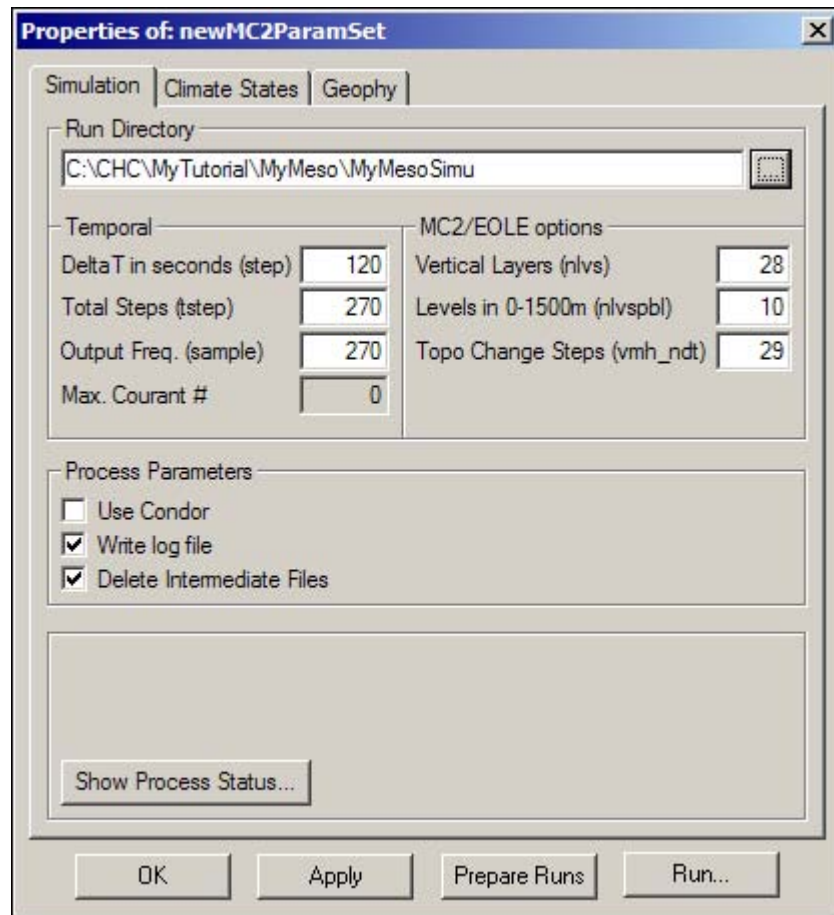 Properties of: newMC2ParamSet
Simulation Climate States Geophy
Run Directory
C:\CHC\MyTutorial\MyMeso\MyMesoSimu ...
Temporal
DeltaT in seconds (step) 120
Total Steps (tstep) 270
Output Freq. (sample) 270
Max. Courant # 0
MC2/EOLE options
Vertical Layers (nlvs) 28
Levels in 0-1500m (nlvspbl) 10
Topo Change Steps (vmh_ndt) 29
Process Parameters
Use Condor
Write log file
Delete Intermediate Files
Show Process Status...
OK Apply Prepare Runs Run...